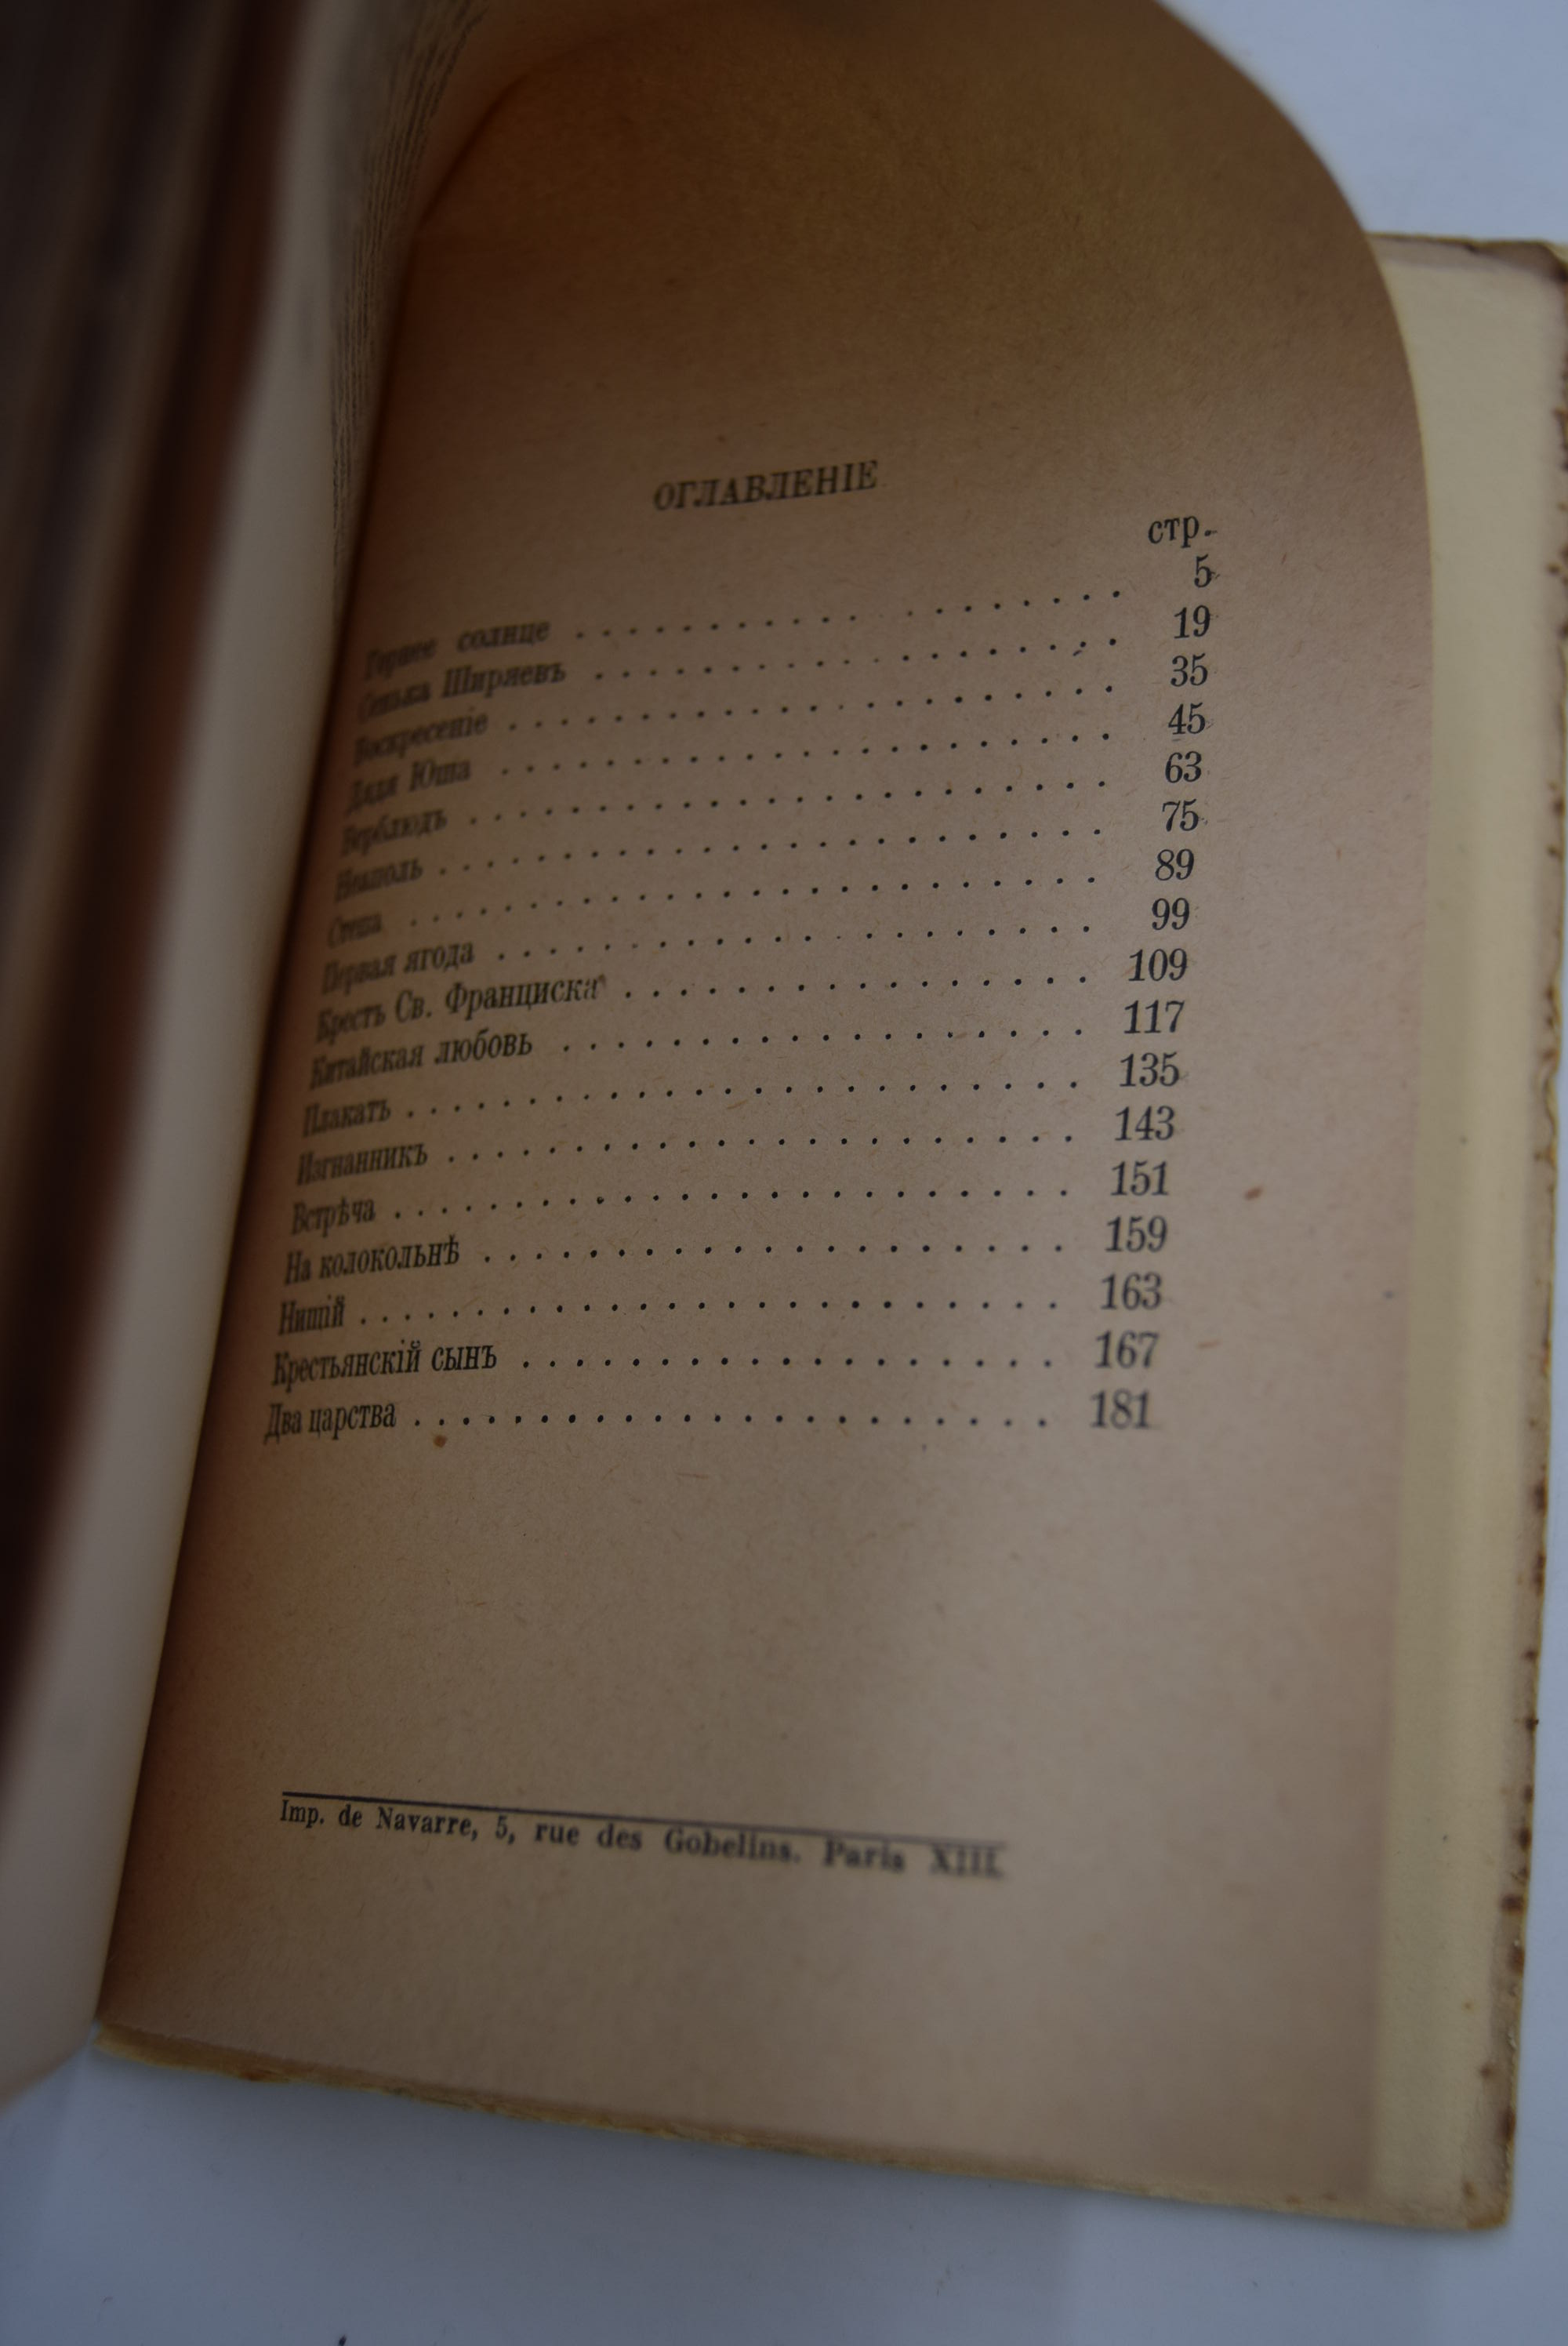 ОГЛАВЛЕНІЕ
стр.
Горнее солнце . . . . . . . . . . . . . . . . . . . 5
Сенька Ширяевъ . . . . . . . . . . . . . . . . . . . 19
Воскресеніе . . . . . . . . . . . . . . . . . . . . . . 35
Дядя Юша . . . . . . . . . . . . . . . . . . . . . . 45
Верблюдъ . . . . . . . . . . . . . . . . . . . . . . . 63
Неаполь . . . . . . . . . . . . . . . . . . . . . . . . 75
Степа . . . . . . . . . . . . . . . . . . . . . . . . . 89
Первая ягода . . . . . . . . . . . . . . . . . . . . . 99
Крестъ Св. Франциска . . . . . . . . . . . . . . . . 109
Китайская любовь . . . . . . . . . . . . . . . . . . 117
Плакатъ . . . . . . . . . . . . . . . . . . . . . . . . 135
Изгнанникъ . . . . . . . . . . . . . . . . . . . . . . 143
Встрѣча . . . . . . . . . . . . . . . . . . . . . . . . 151
На колокольнѣ . . . . . . . . . . . . . . . . . . . . 159
Нищій . . . . . . . . . . . . . . . . . . . . . . . . . 163
Крестьянскій сынъ . . . . . . . . . . . . . . . . . . 167
Два царства . . . . . . . . . . . . . . . . . . . . . . 181
Imp. de Navarre, 5, rue des Gobelins. Paris XIII.